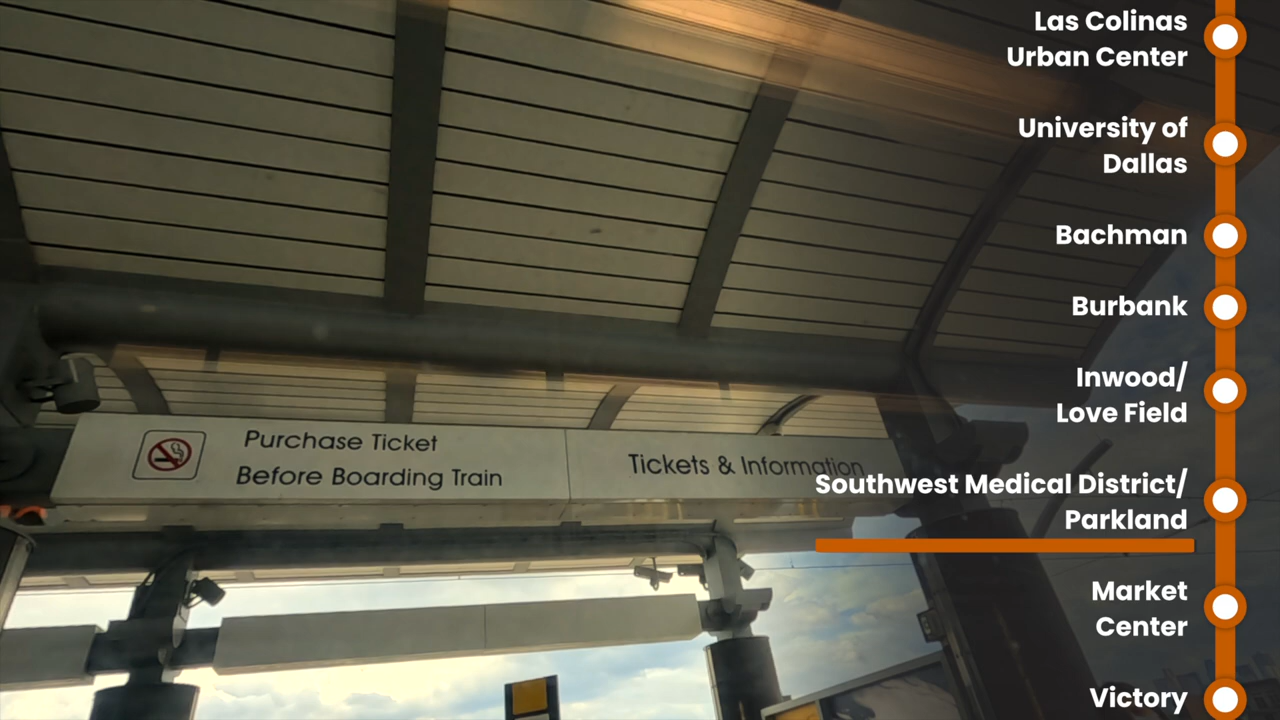 Las Colinas
Urban Center
University of
Dallas
Bachman
Burbank
Inwood/
Love Field
Purchase Ticket
Before Boarding Train
Tickets & Information
Southwest Medical District/
Parkland
Market
Center
Victory